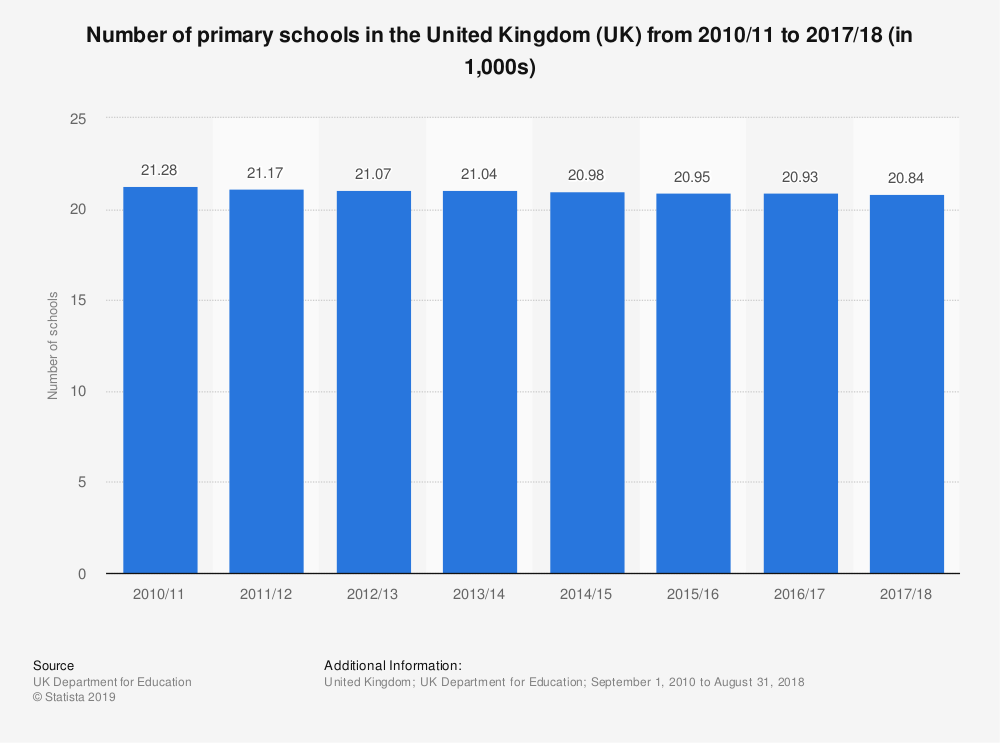 Number of primary schools in the United Kingdom (UK) from 2010/11 to 2017/18 (in
1,000s)
25
20
15
10
5
0
Number of schools
21.28
21.17
21.07
21.04
20.98
20.95
20.93
20.84
2010/11
2011/12
2012/13
2013/14
2014/15
2015/16
2016/17
2017/18
Source
UK Department for Education
© Statista 2019
Additional Information:
United Kingdom; UK Department for Education; September 1, 2010 to August 31, 2018